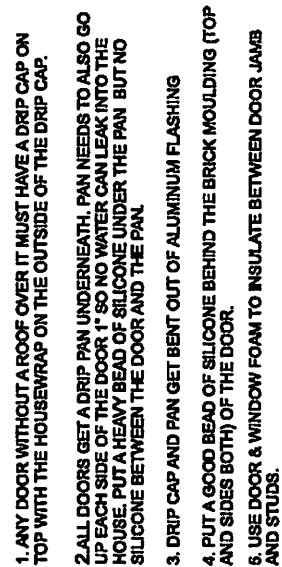 1. ANY DOOR WITHOUT A ROOF OVER IT MUST HAVE A DRIP CAP ON
TOP WITH THE HOUSEWRAP ON THE OUTSIDE OF THE DRIP CAP.
2.ALL DOORS GET A DRIP PAN UNDERNEATH. PAN NEEDS TO ALSO GO
UP EACH SIDE OF THE DOOR 1" SO NO WATER CAN LEAK INTO THE
HOUSE. PUT A HEAVY BEAD OF SILICONE UNDER THE PAN BUT NO
SILICONE BETWEEN THE DOOR AND THE PAN.
3. DRIP CAP AND PAN GET BENT OUT OF ALUMINUM FLASHING
4. PUT A GOOD BEAD OF SILICONE BEHIND THE BRICK MOULDING (TOP
AND SIDES BOTH) OF THE DOOR.
5. USE DOOR & WINDOW FOAM TO INSULATE BETWEEN DOOR JAMB
AND STUDS.